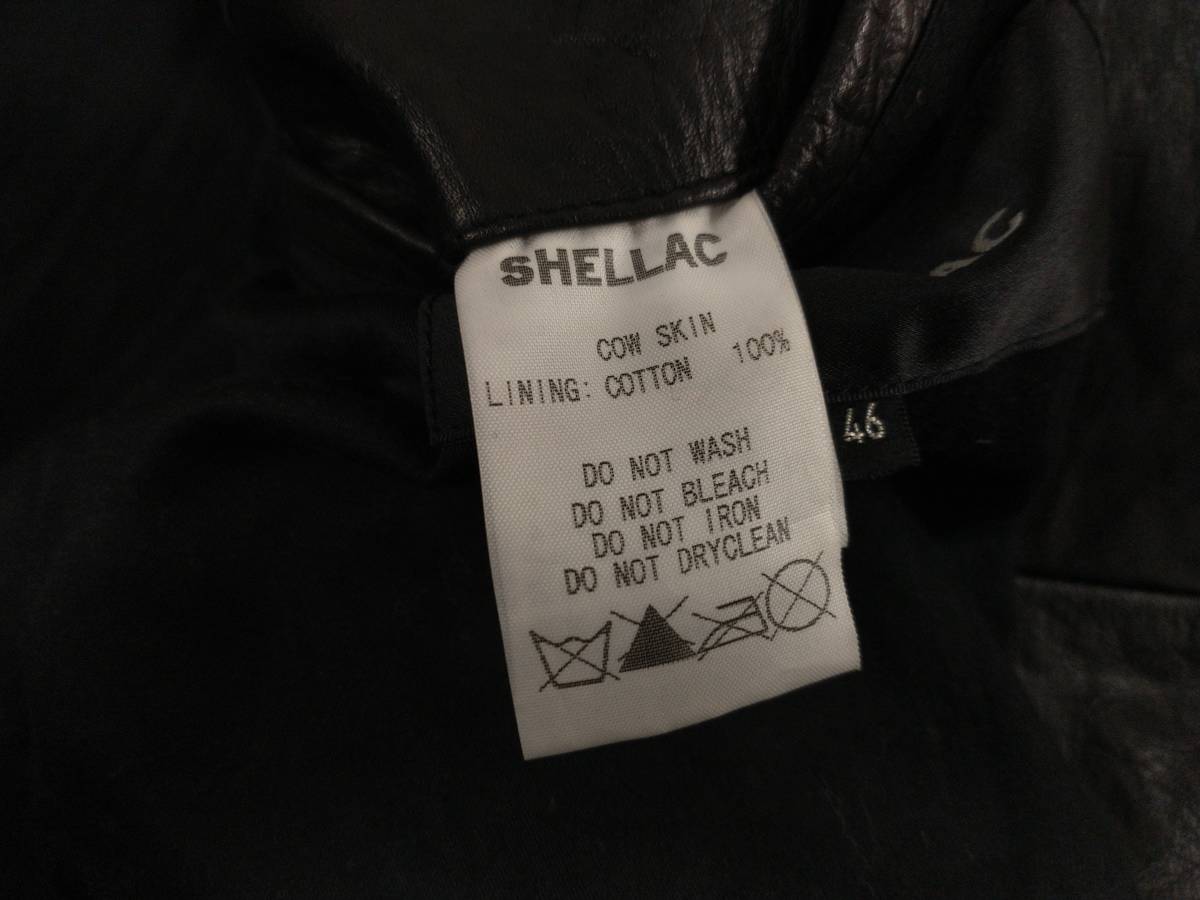 SHELLAC
COW SKIN
LINING: COTTON 100%
DO NOT WASH
DO NOT BLEACH
DO NOT IRON
DO NOT DRYCLEAN
46